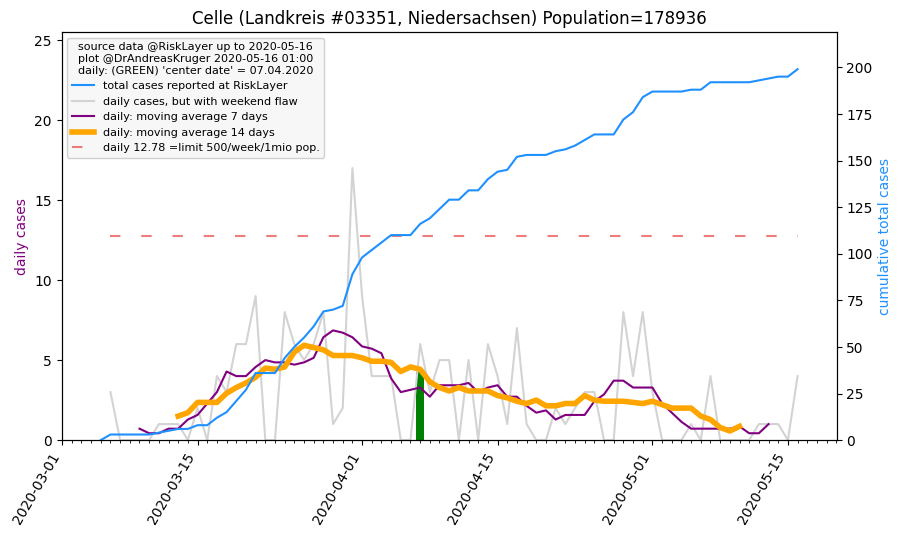 Celle (Landkreis #03351, Niedersachsen) Population=178936
source data @RiskLayer up to 2020-05-16
plot @DrAndreasKruger 2020-05-16 01:00
daily: (GREEN) 'center date' = 07.04.2020
total cases reported at RiskLayer
daily cases, but with weekend flaw
daily: moving average 7 days
daily: moving average 14 days
daily 12.78 =limit 500/week/1mio pop.
daily cases
25
20
15
10
5
0
cumulative total cases
200
175
150
125
100
75
50
25
0
2020-03-01
2020-03-15
2020-04-01
2020-04-15
2020-05-01
2020-05-15